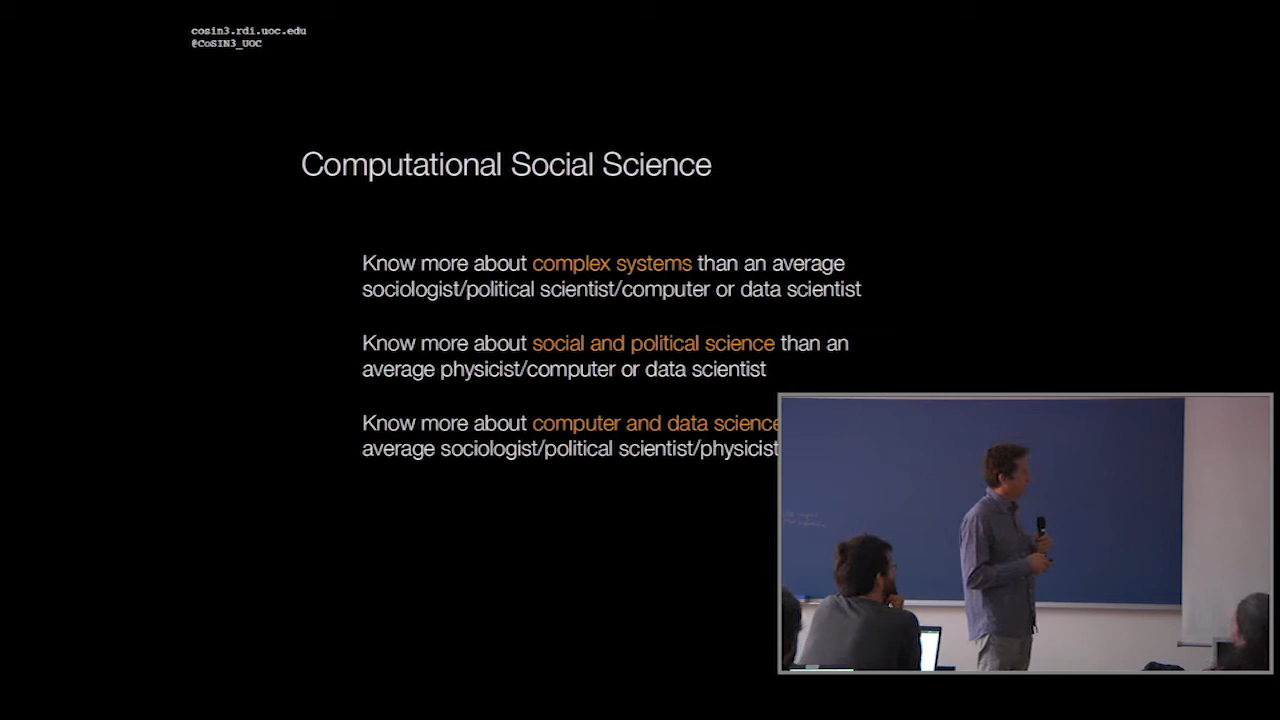 cosin3.rdi.uoc.edu
@CoSIN3_UOC
Computational Social Science
Know more about complex systems than an average
sociologist/political scientist/computer or data scientist
Know more about social and political science than an
average physicist/computer or data scientist
Know more about computer and data science
average sociologist/political scientist/physicist